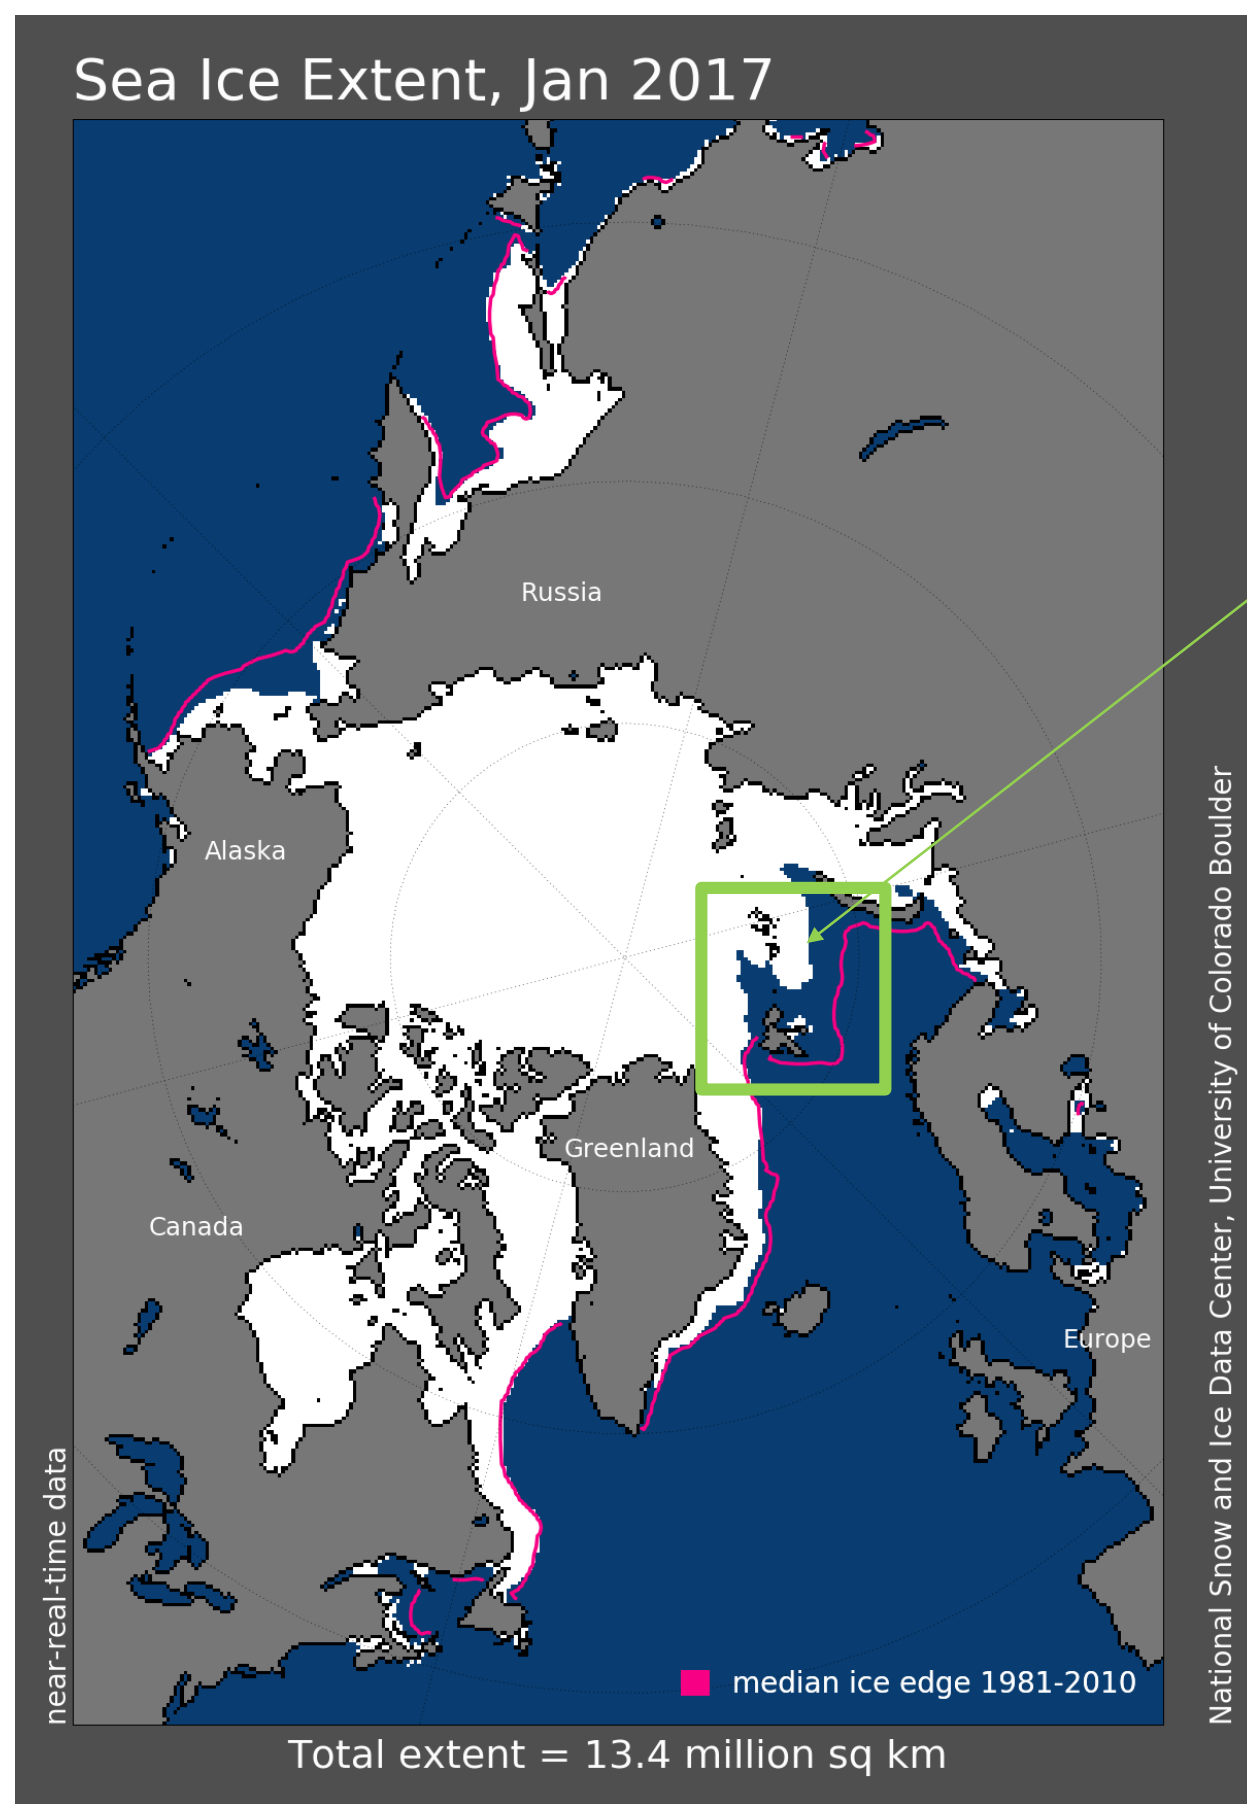 Sea Ice Extent, Jan 2017
Russia
Alaska
Greenland
Canada
Europe
near-real-time data
National Snow and Ice Data Center, University of Colorado Boulder
median ice edge 1981-2010
Total extent = 13.4 million sq km